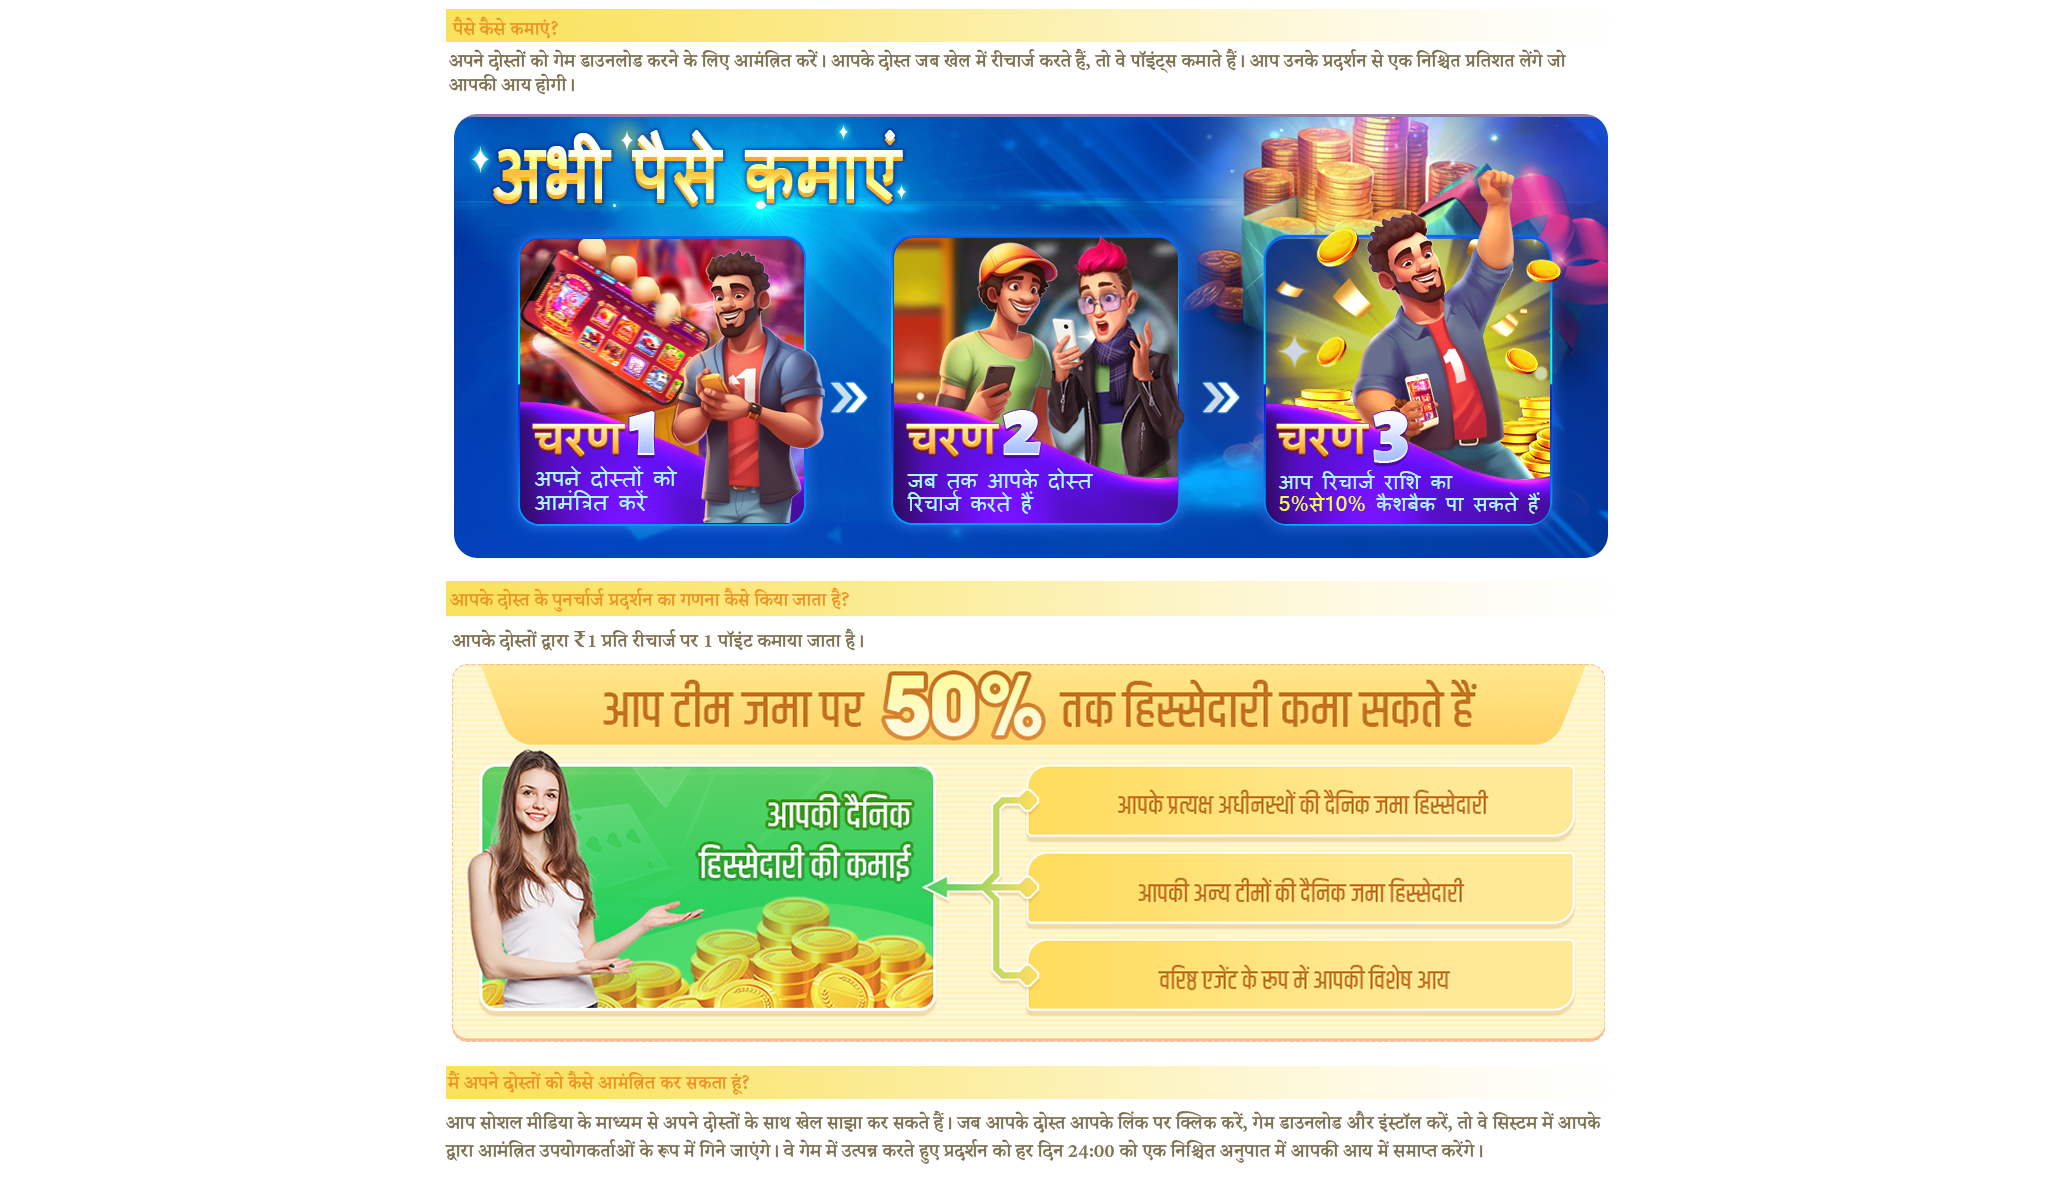 पैसे कैसे कमाएं?
अपने दोस्तों को गेम डाउनलोड करने के लिए आमंत्रित करें। आपके दोस्त जब खेल में रीचार्ज करते हैं, तो वे पॉइंट्स कमाते हैं। आप उनके प्रदर्शन से एक निश्चित प्रतिशत लेंगे जो
आपकी आय होगी।
अभी पैसे कमाएं
चरण 1
अपने दोस्तों को
आमंत्रित करें
चरण 2
जब तक आपके दोस्त
रिचार्ज करते हैं
चरण 3
आप रिचार्ज राशि का
5%से10% कैशबैक पा सकते हैं
आपके दोस्त के पुनर्चार्ज प्रदर्शन का गणना कैसे किया जाता है?
आपके दोस्तों द्वारा ₹1 प्रति रीचार्ज पर 1 पॉइंट कमाया जाता है।
आप टीम जमा पर 50% तक हिस्सेदारी कमा सकते हैं
आपकी दैनिक
हिस्सेदारी की कमाई
आपके प्रत्यक्ष अधीनस्थों की दैनिक जमा हिस्सेदारी
आपकी अन्य टीमों की दैनिक जमा हिस्सेदारी
वरिष्ठ एजेंट के रूप में आपकी विशेष आय
मैं अपने दोस्तों को कैसे आमंत्रित कर सकता हूं?
आप सोशल मीडिया के माध्यम से अपने दोस्तों के साथ खेल साझा कर सकते हैं। जब आपके दोस्त आपके लिंक पर क्लिक करें, गेम डाउनलोड और इंस्टॉल करें, तो वे सिस्टम में आपके
द्वारा आमंत्रित उपयोगकर्ताओं के रूप में गिने जाएंगे। वे गेम में उत्पन्न करते हुए प्रदर्शन को हर दिन 24:00 को एक निश्चित अनुपात में आपकी आय में समाप्त करेंगे।